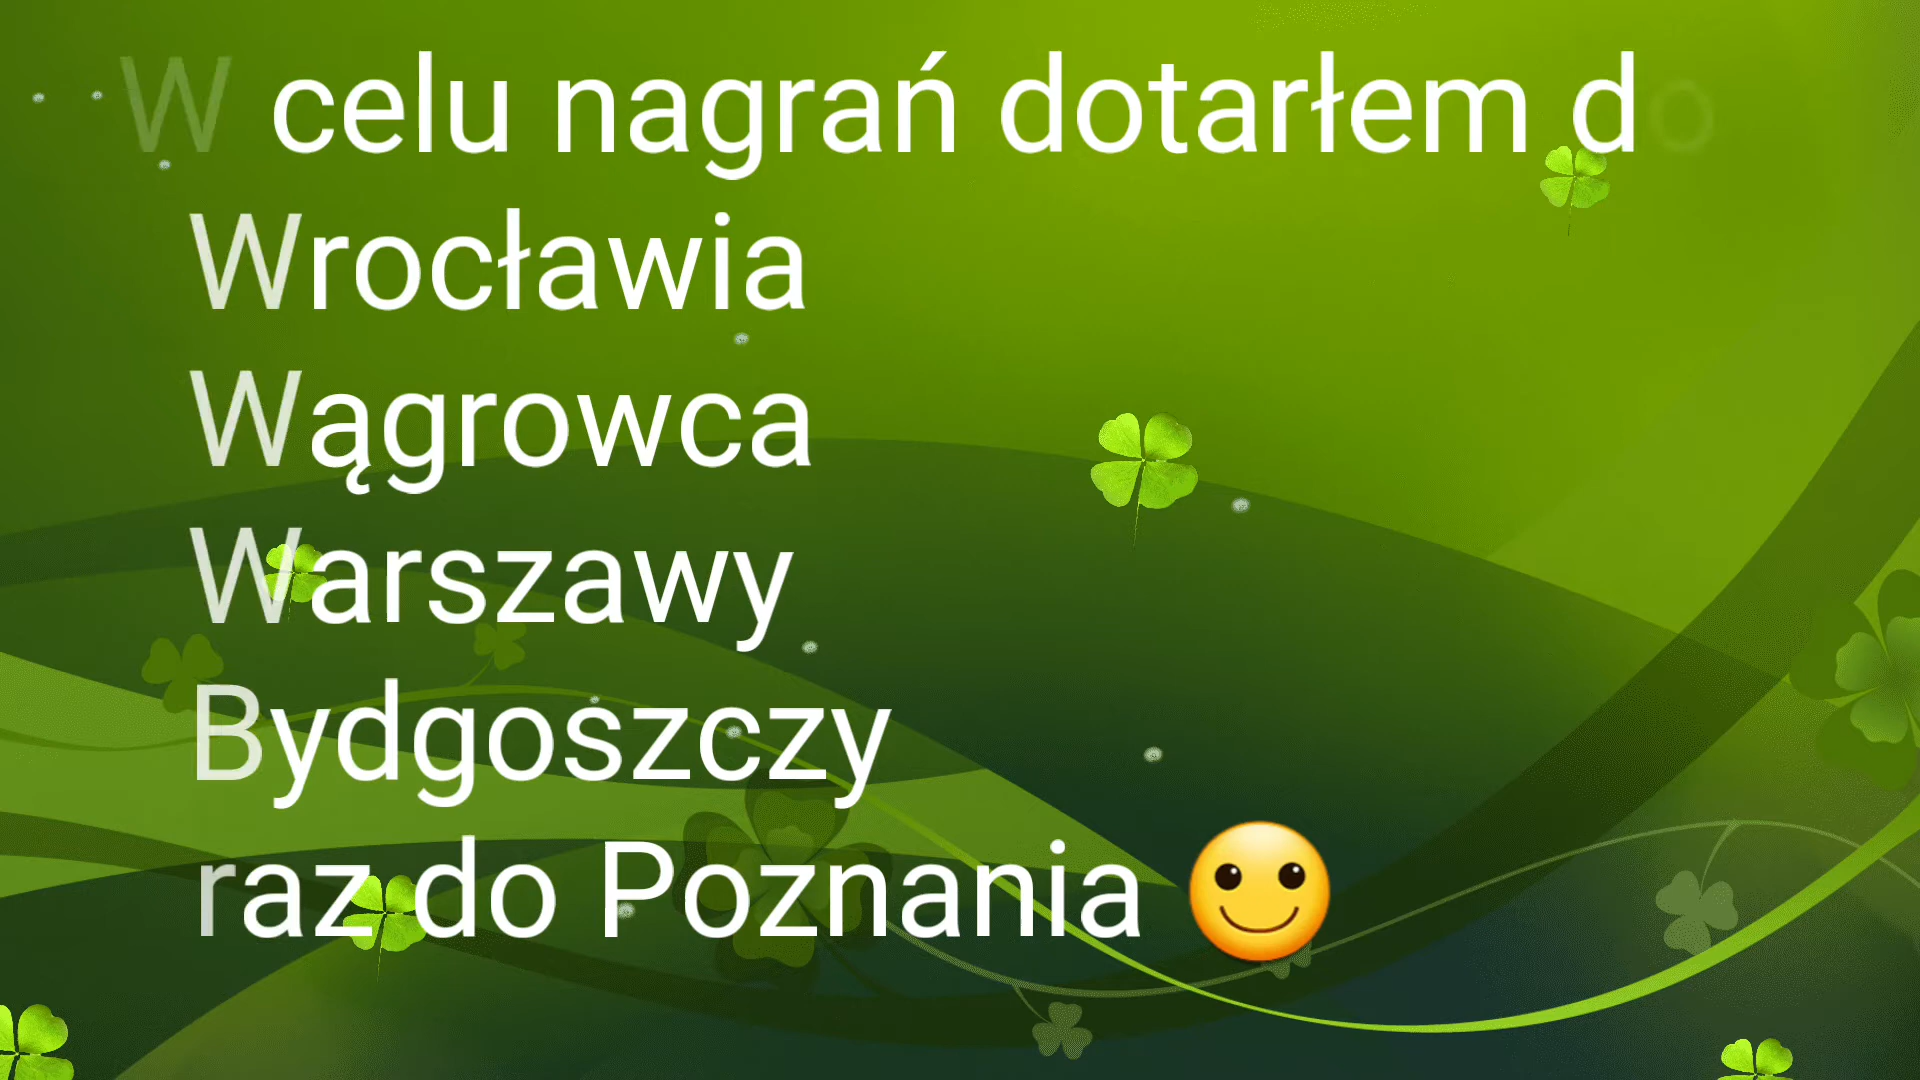 W celu nagrań dotarłem do
Wrocławia
Wągrowca
Warszawy
Bydgoszczy
raz do Poznania 🙂